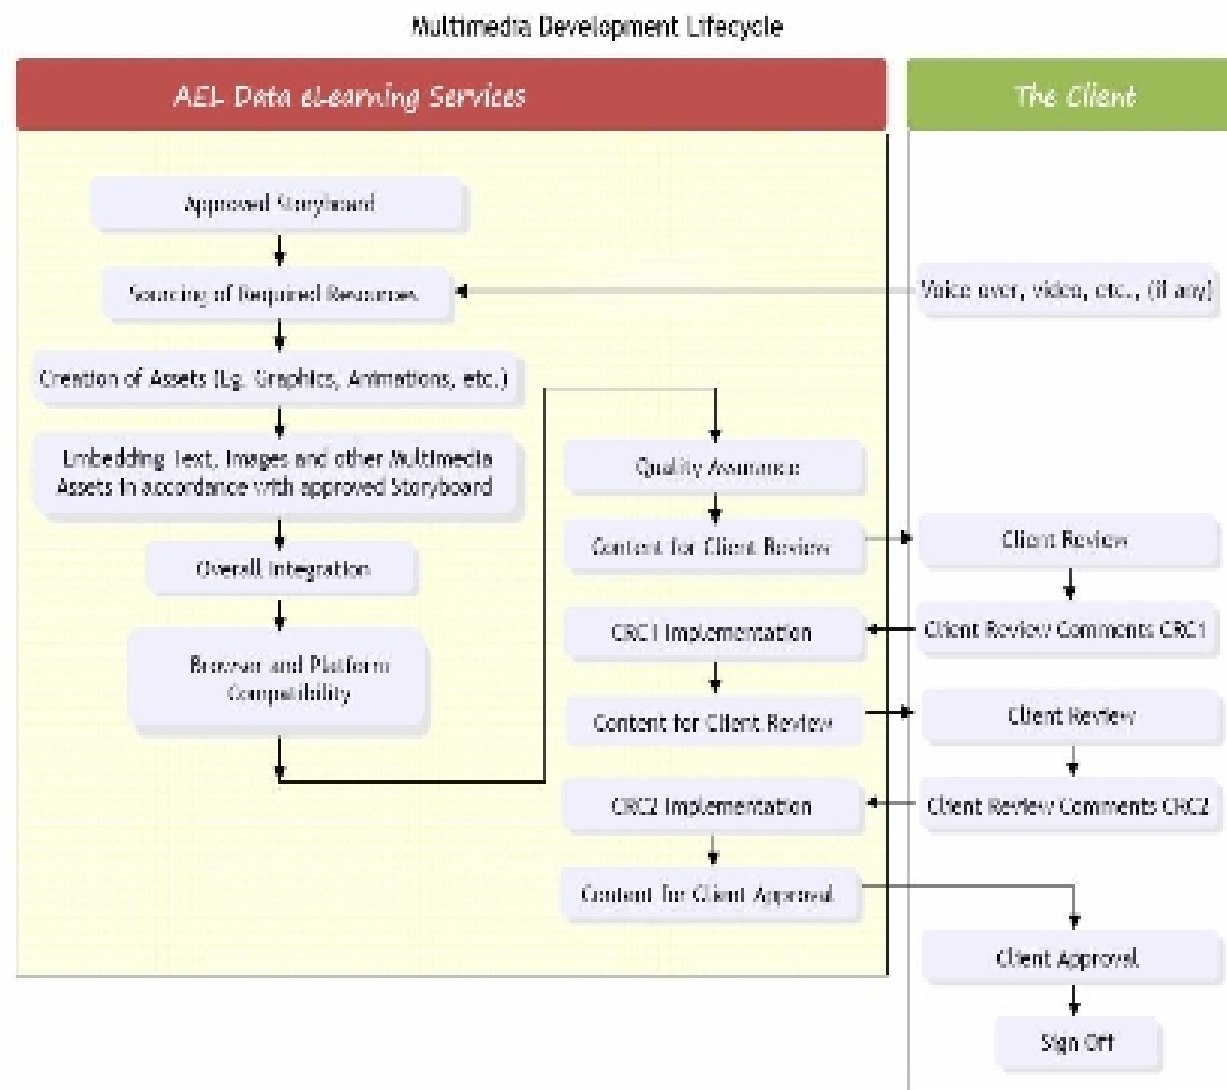 Multimedia Development Lifecycle
AEL Data eLearning Services
The Client
Approved Storyboard
Sourcing of Required Resources
Voice over, video, etc., (if any)
Creation of Assets (Eg. Graphics, Animations, etc.)
Embedding Text, Images and other Multimedia
Assets in accordance with approved Storyboard
Overall Integration
Browser and Platform
Compatibility
Quality Assurance
Content for Client Review
Client Review
CRC1 Implementation
Client Review Comments CRC1
Content for Client Review
Client Review
CRC2 Implementation
Client Review Comments CRC2
Content for Client Approval
Client Approval
Sign Off